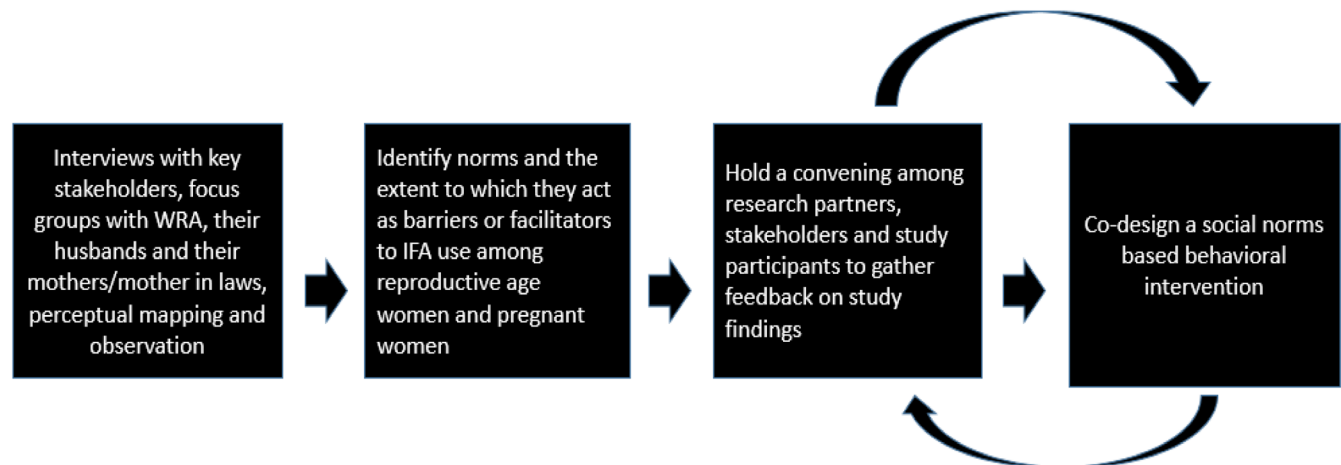 Interviews with key
stakeholders, focus
groups with WRA, their
husbands and their
mothers/mother in laws,
perceptual mapping and
observation
Identify norms and the
extent to which they act
as barriers or facilitators
to IFA use among
reproductive age
women and pregnant
women
Hold a convening among
research partners,
stakeholders and study
participants to gather
feedback on study
findings
Co-design a social norms
based behavioral
intervention